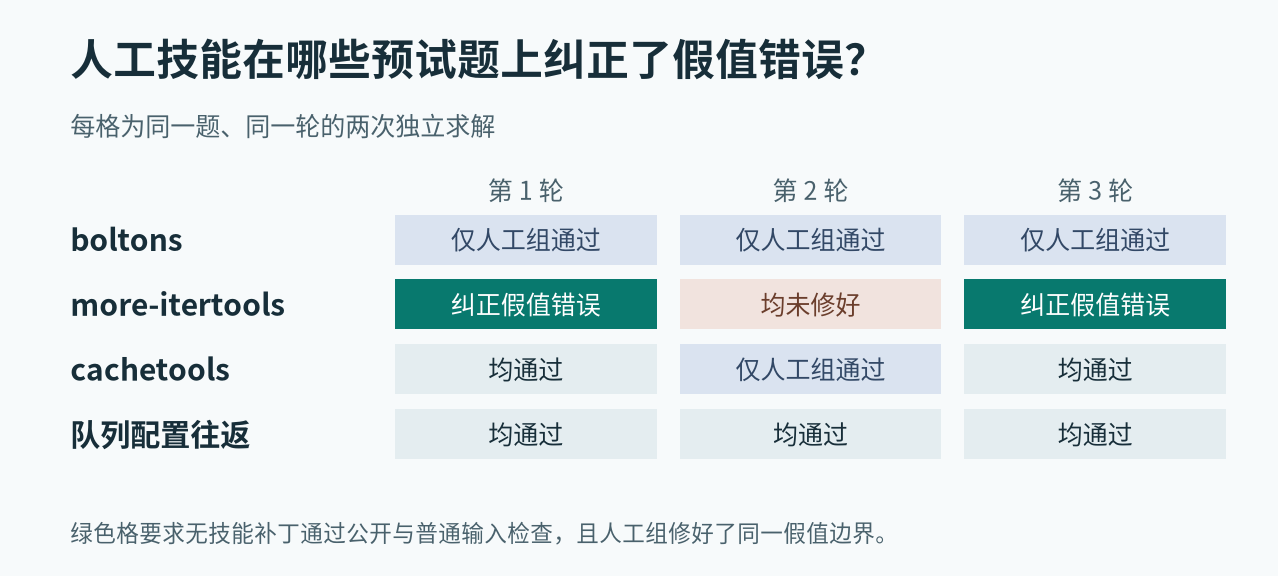 人工技能在哪些预试题上纠正了假值错误？
每格为同一题、同一轮的两次独立求解
第 1 轮 第 2 轮 第 3 轮
boltons 仅人工组通过 仅人工组通过 仅人工组通过
more-itertools 纠正假值错误 均未修好 纠正假值错误
cachetools 均通过 仅人工组通过 均通过
队列配置往返 均通过 均通过 均通过
绿色格要求无技能补丁通过公开与普通输入检查，且人工组修好了同一假值边界。